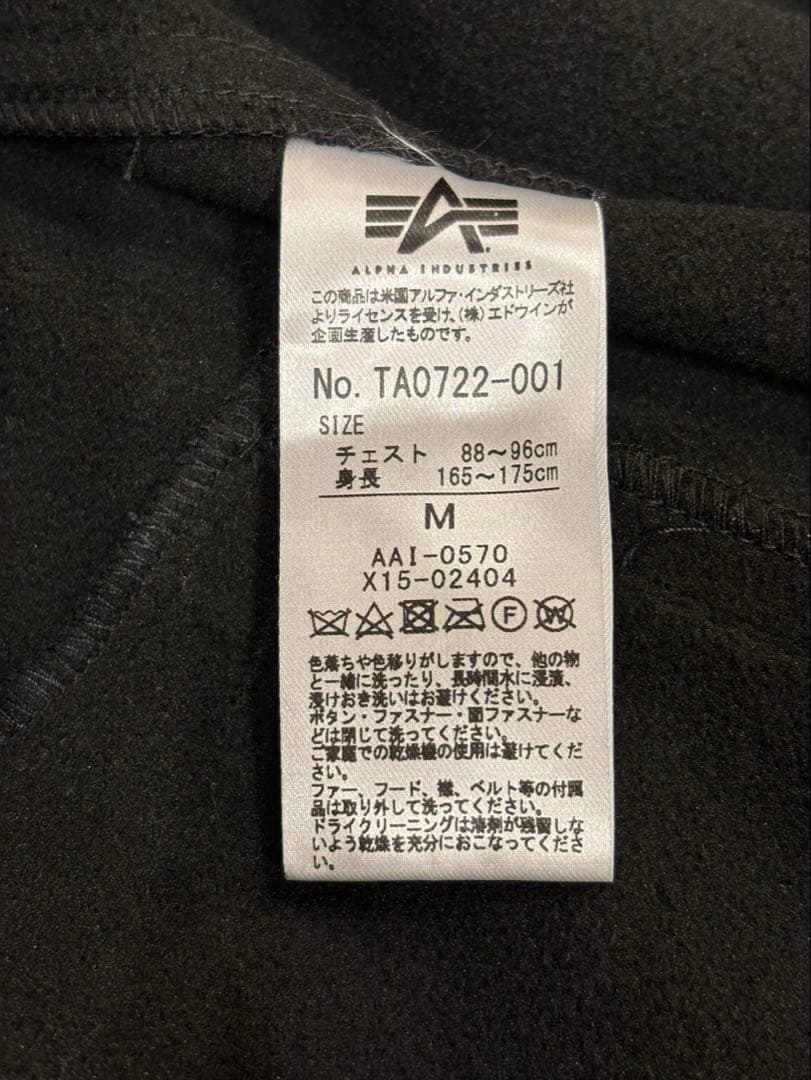 ALPHA INDUSTRIES
この商品は米国アルファ・インダストリーズ社
よりライセンスを受け、(株)エドウインが
企画生産したものです。
No. TA0722-001
SIZE
チェスト 88〜96cm
身長 165〜175cm
M
AAI-0570
X15-02404
F W
色落ちや色移りがしますので、他の物
と一緒に洗ったり、長時間水に浸漬、
浸けおき洗いはお避けください。
ボタン・ファスナー・面ファスナーな
どは閉じて洗ってください。
ご家庭での乾燥機の使用は避けてくだ
さい。
ファー、フード、襟、ベルト等の付属
品は取り外して洗ってください。
ドライクリーニングは溶剤が残留しな
いよう乾燥を充分におこなってくださ
い。